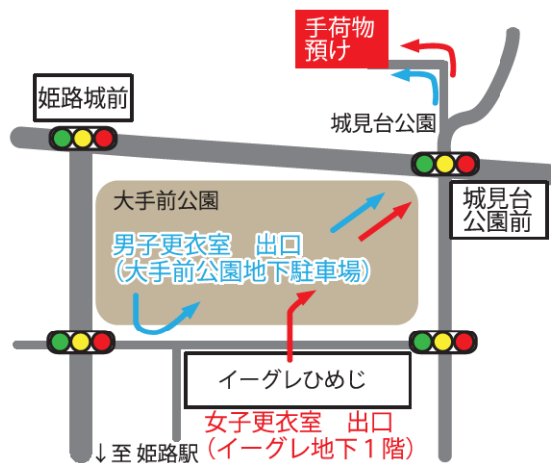 手荷物
預け
姫路城前
城見台公園
城見台
公園前
大手前公園
男子更衣室　出口
（大手前公園地下駐車場）
イーグレひめじ
女子更衣室　出口
（イーグレ地下１階）
↓至 姫路駅